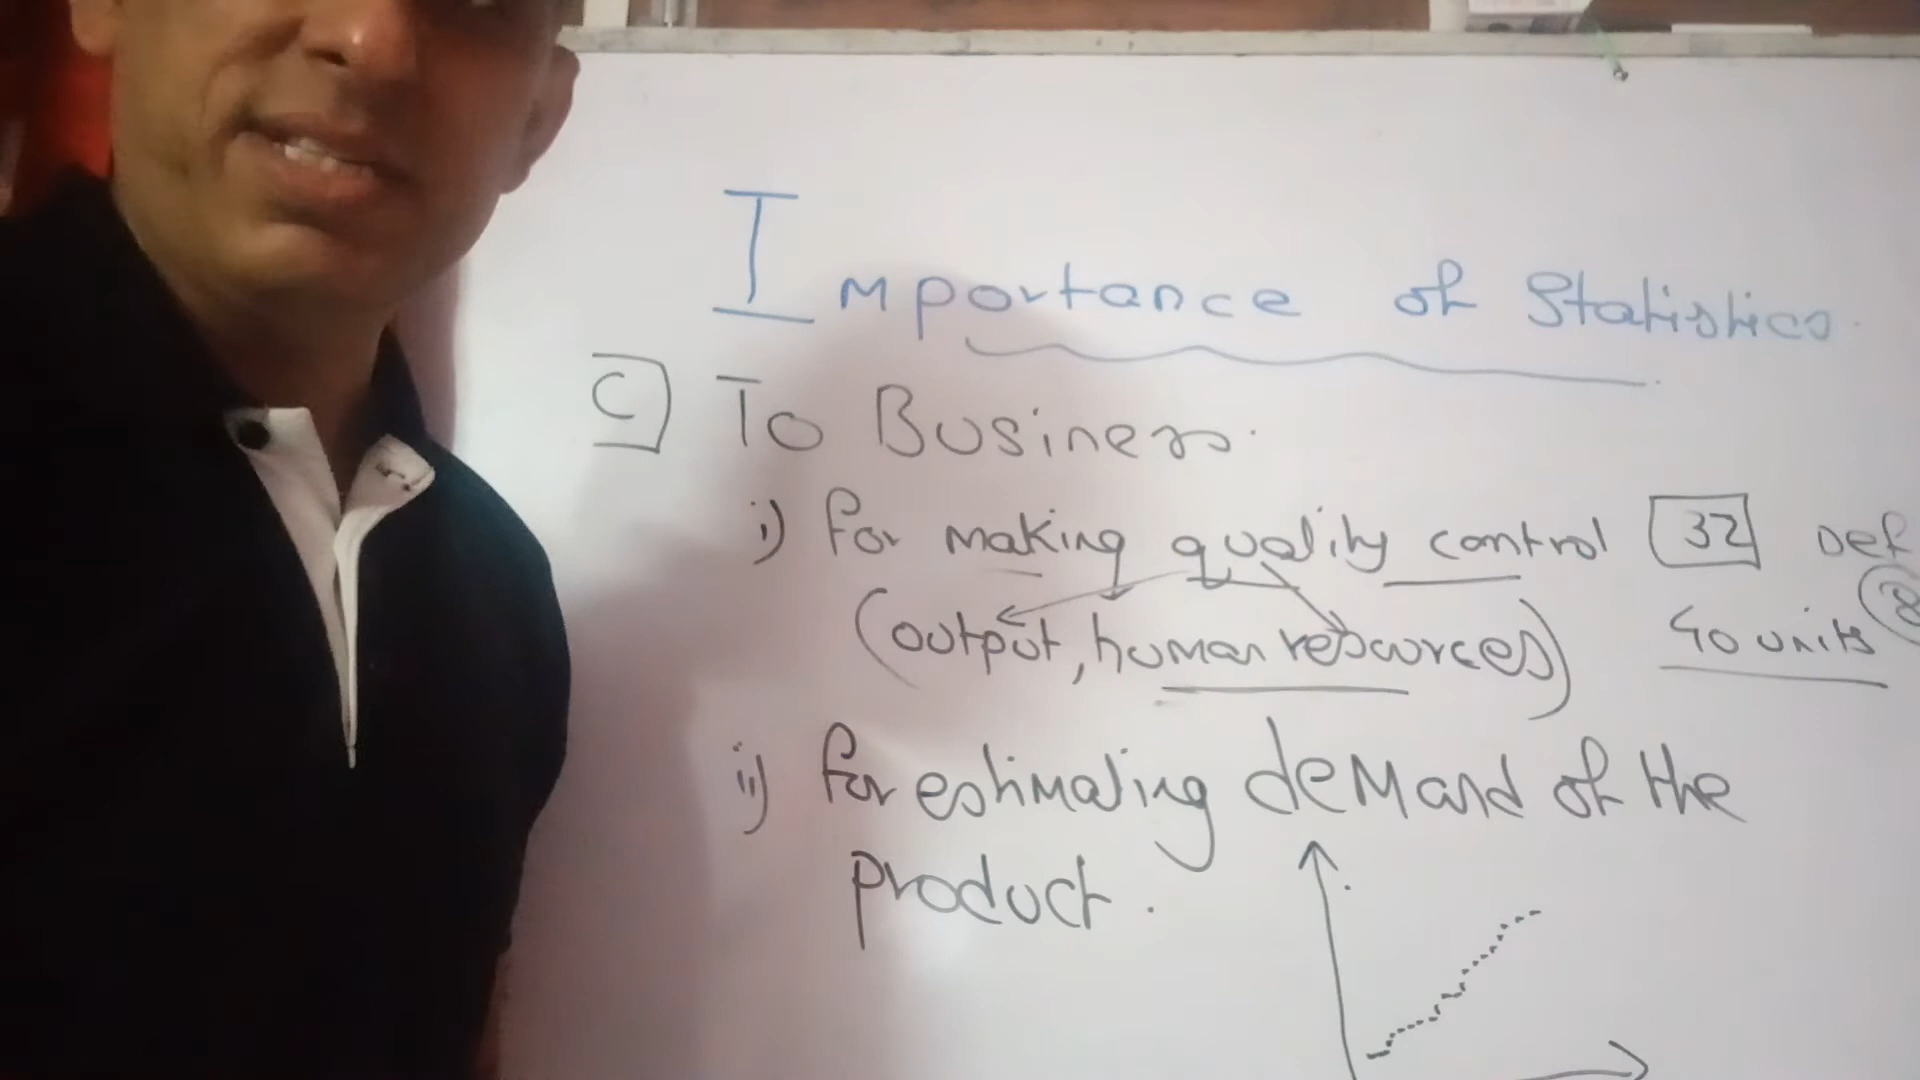 Importance of Statistics
C To Business.
i) for making quality control 32 Def
(output, human resources) 40 units 8
ii) for estimating demand of the
product.